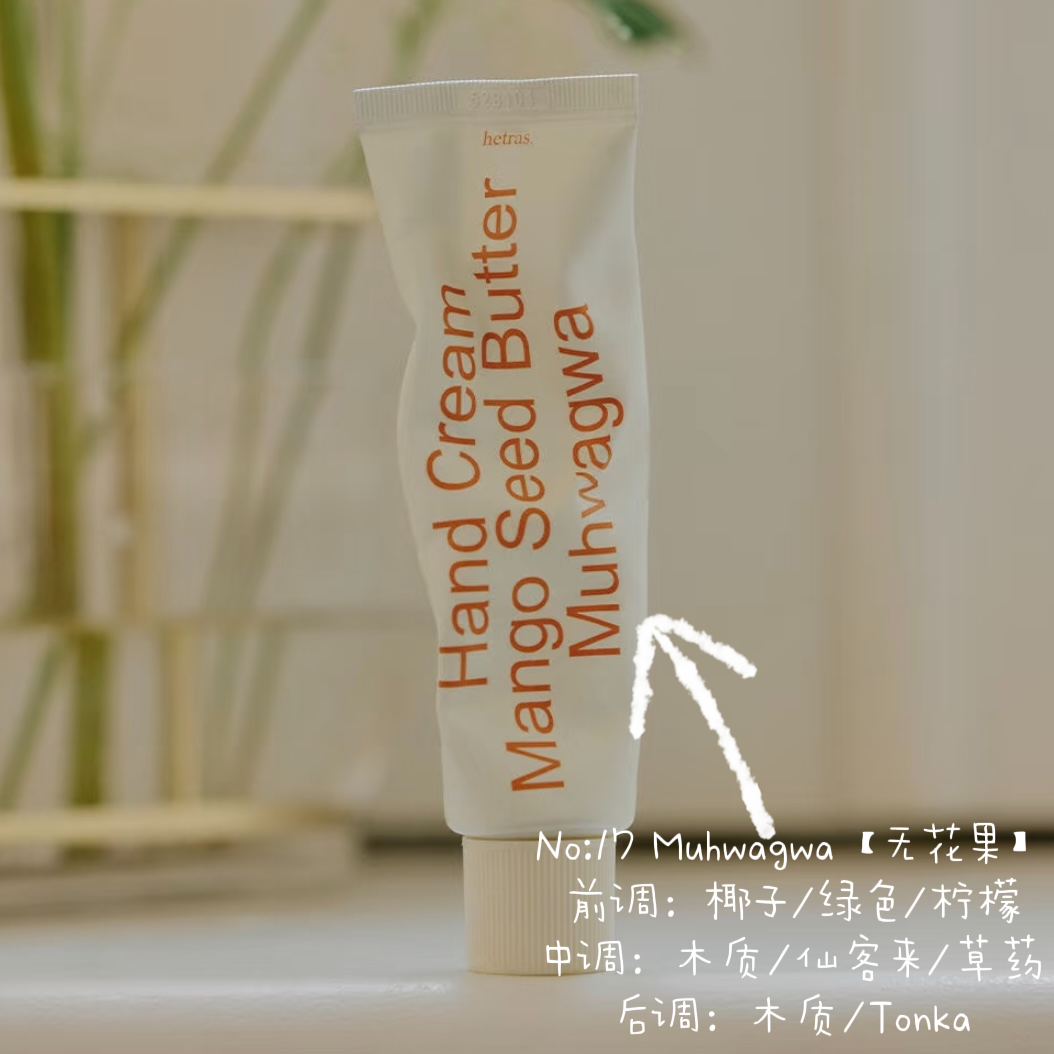 hetras.
Hand Cream
Mango Seed Butter
Muhwagwa
No:17 Muhwagwa【无花果】
前调：椰子/绿色/柠檬
中调：木质/仙客来/草药
后调：木质/Tonka